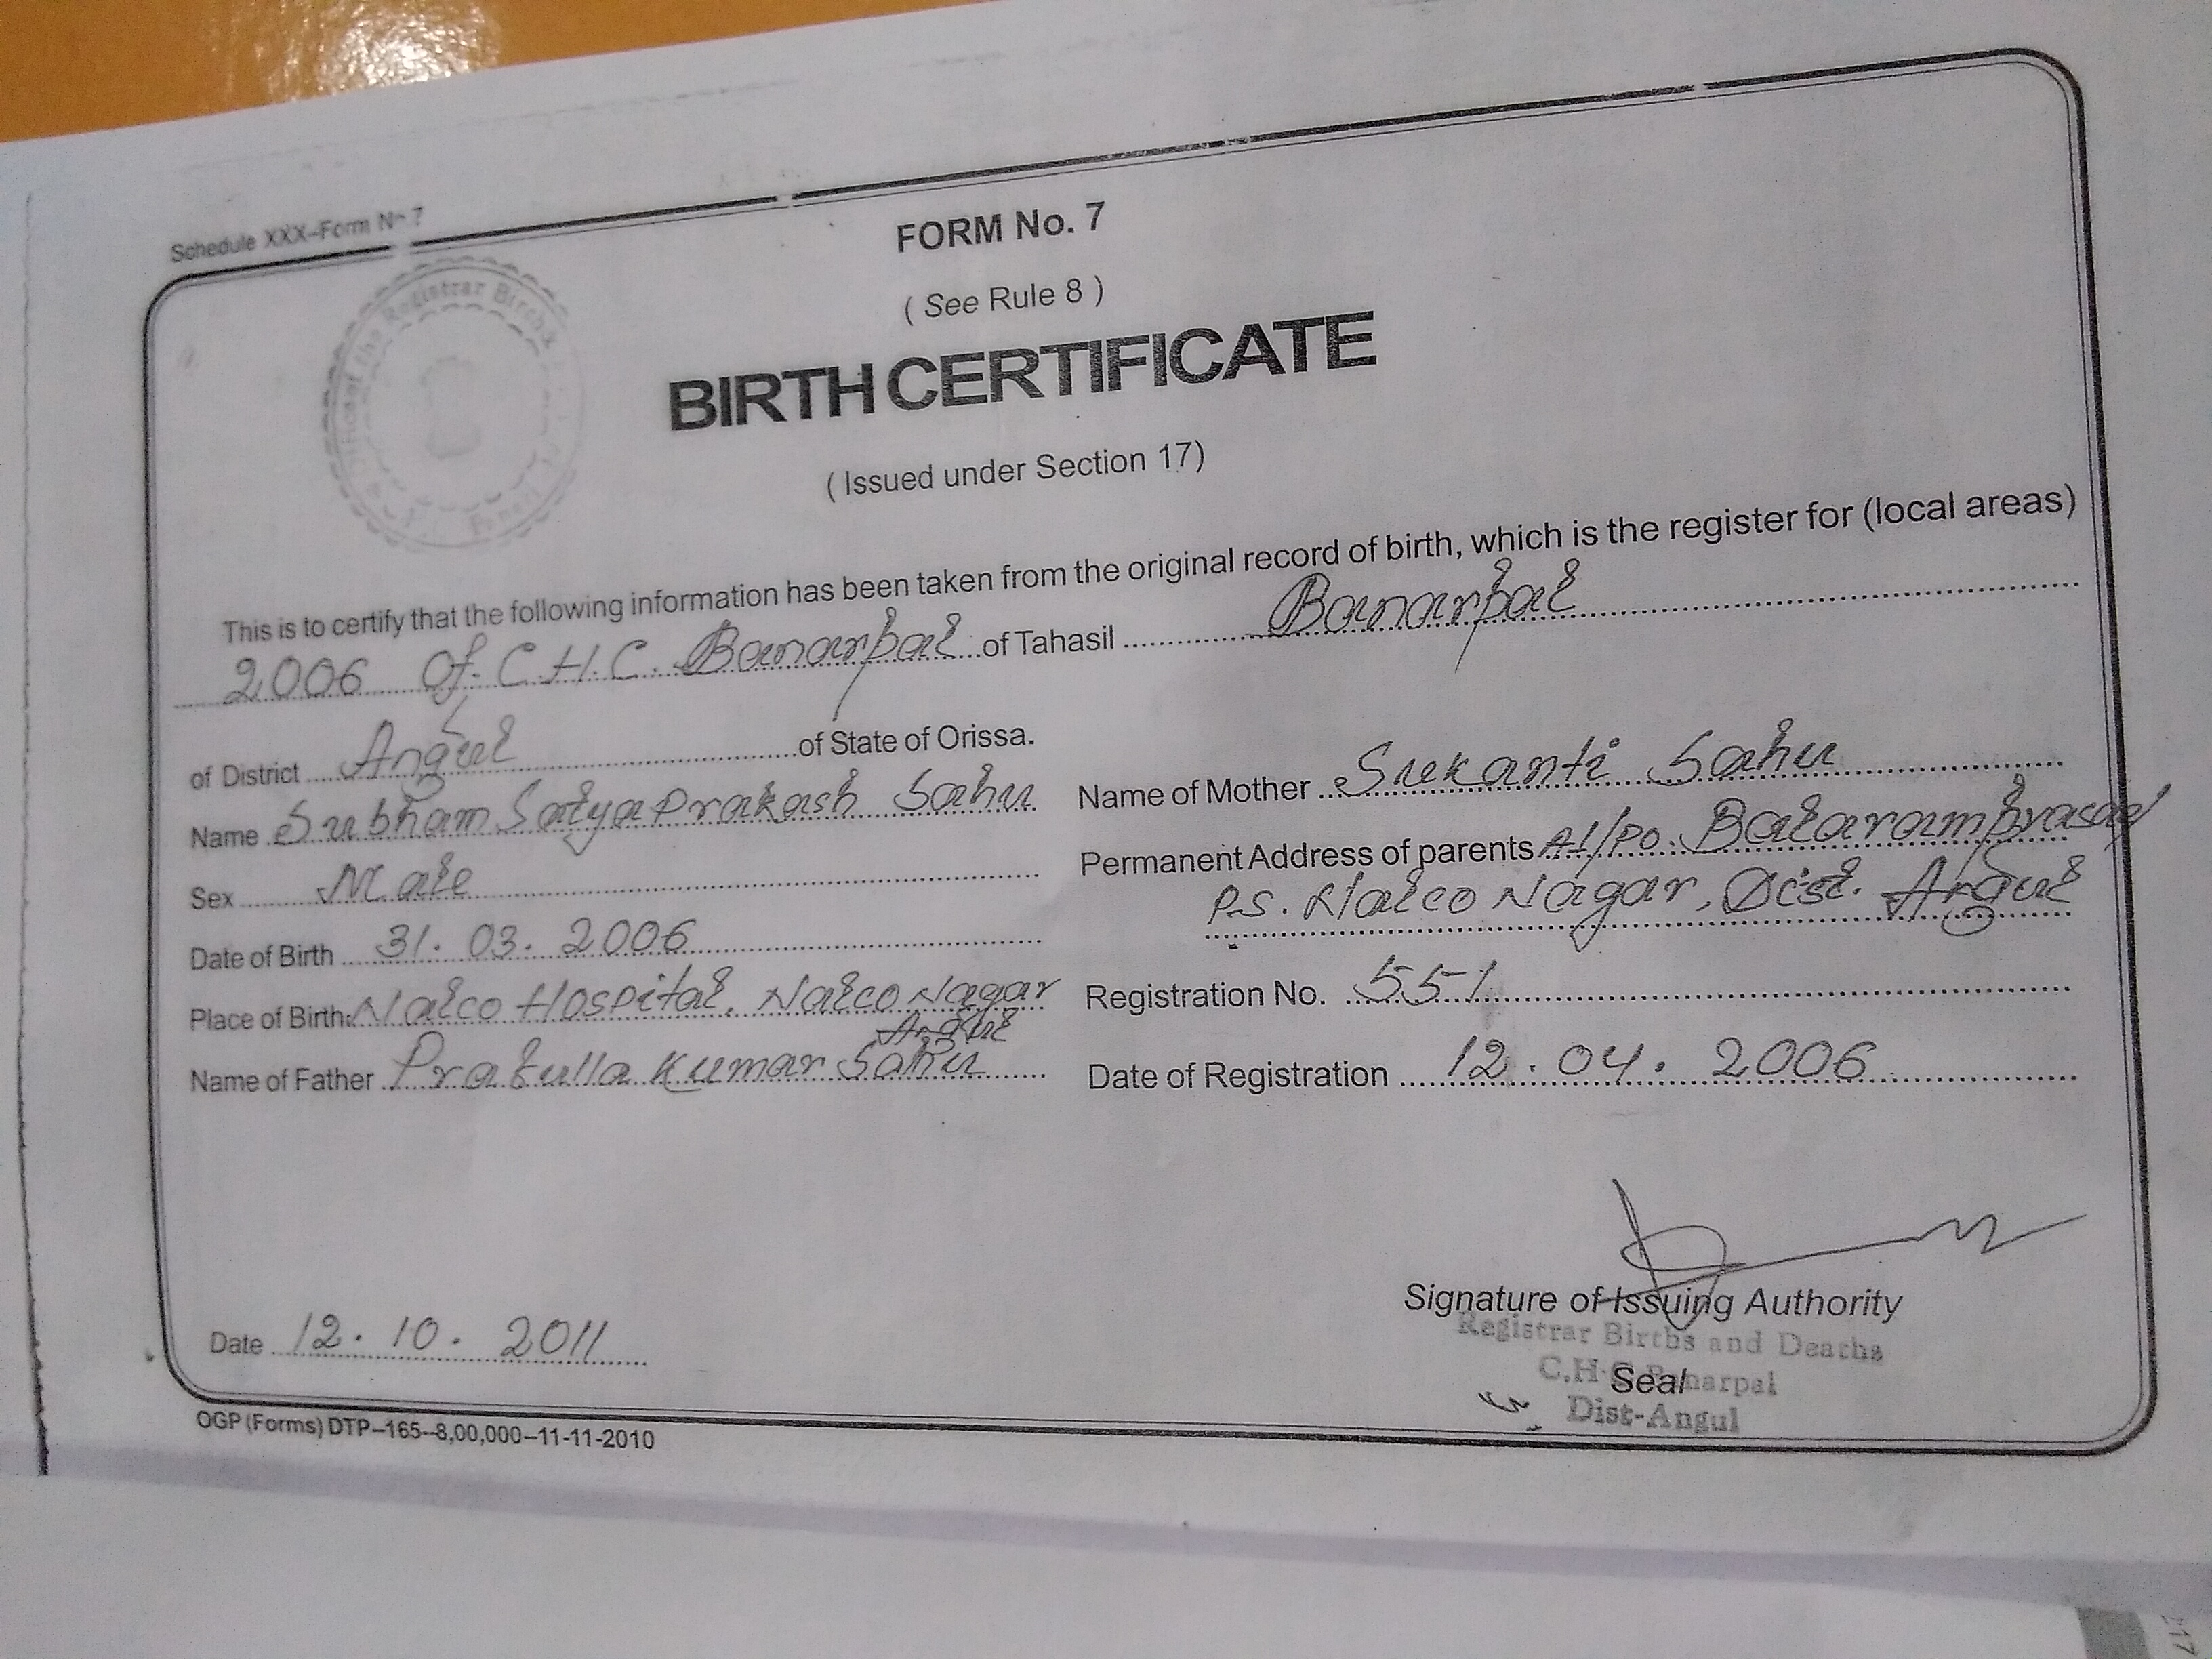 Schedule XXX–Form No 7
FORM No. 7
( See Rule 8 )
BIRTH CERTIFICATE
( Issued under Section 17)
This is to certify that the following information has been taken from the original record of birth, which is the register for (local areas)
2006 of C.H.C. Banarpal of Tahasil Banarpal
of District Angul of State of Orissa.
Name Subham Satya Prakash Sahu
Sex Male
Date of Birth 31.03.2006
Place of Birth: Nalco Hospital, Nalco Nagar
Angul
Name of Father Prafulla Kumar Sahu
Name of Mother Srikanti Sahu
Permanent Address of parents At/Po. Balaramprasad
P.S. Nalco Nagar, Dist. Angul
Registration No. 551
Date of Registration 12.04.2006
Date 12.10.2011
Signature of Issuing Authority
Registrar Births and Deaths
C.H.C Banarpal
Seal
Dist-Angul
OGP (Forms) DTP–165--8,00,000–11-11-2010
217